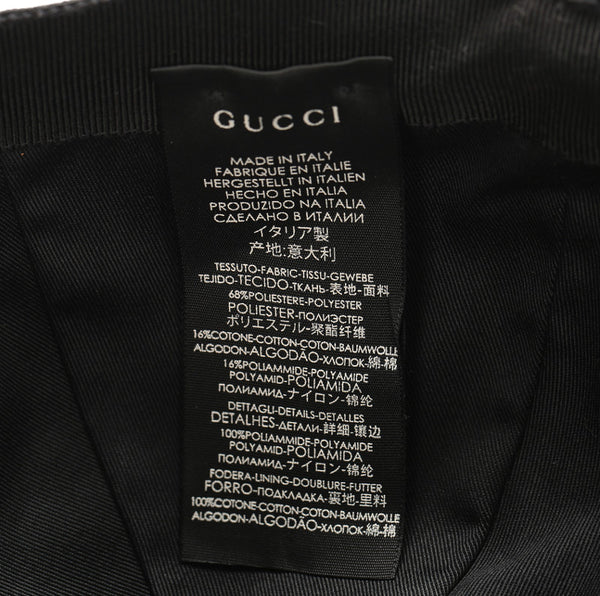 GUCCI
MADE IN ITALY
FABRIQUE EN ITALIE
HERGESTELLT IN ITALIEN
HECHO EN ITALIA
PRODUZIDO NA ITALIA
СДЕЛАНО В ИТАЛИИ
イタリア製
产地:意大利
TESSUTO-FABRIC-TISSU-GEWEBE
TEJIDO-TECIDO-ТКАНЬ-表地-面料
68%POLIESTERE-POLYESTER
POLIESTER-ПОЛИЭСТЕР
ポリエステル-聚酯纤维
16%COTONE-COTTON-COTON-BAUMWOLLE
ALGODON-ALGODÃO-ХЛОПОК-綿-棉
16%POLIAMMIDE-POLYAMIDE
POLYAMID-POLIAMIDA
ПОЛИАМИД-ナイロン-锦纶
DETTAGLI-DETAILS-DETALLES
DETALHES-ДЕТАЛИ-詳細-镶边
100%POLIAMMIDE-POLYAMIDE
POLYAMID-POLIAMIDA
ПОЛИАМИД-ナイロン-锦纶
FODERA-LINING-DOUBLURE-FUTTER
FORRO-ПОДКЛАДКА-裏地-里料
100%COTONE-COTTON-COTON-BAUMWOLLE
ALGODON-ALGODÃO-ХЛОПОК-綿-棉